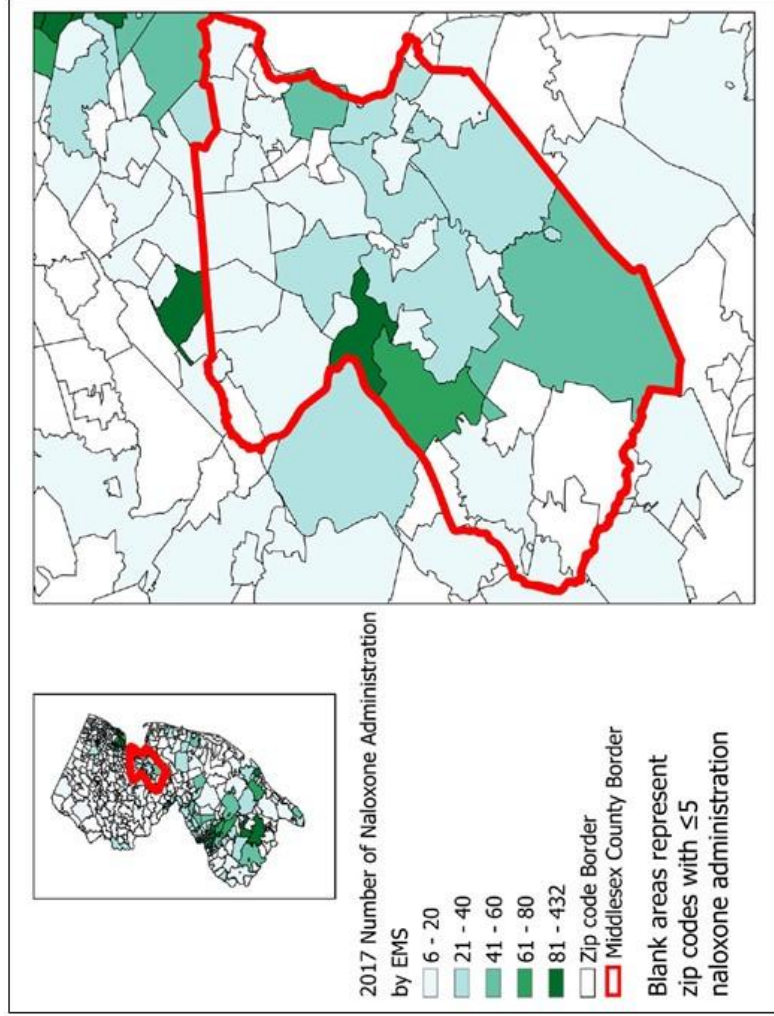 2017 Number of Naloxone Administration
by EMS
6 - 20
21 - 40
41 - 60
61 - 80
81 - 432
Zip code Border
Middlesex County Border
Blank areas represent
zip codes with ≤5
naloxone administration